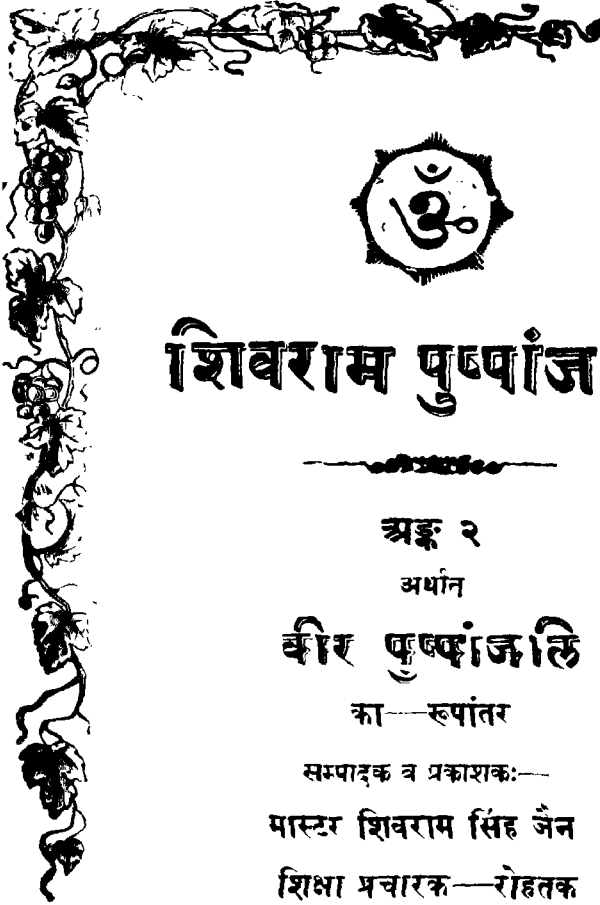 ॐ
शिवराम पुष्पांज
अङ्क २
अर्थात
वीर पुष्पांजलि
का—रूपांतर
सम्पादक व प्रकाशक:—
मास्टर शिवराम सिंह जैन
शिक्षा प्रचारक—रोहतक